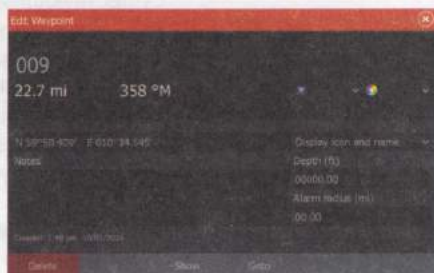 Edit Waypoint
009
22.7 mi 358 °M
Display icon and name
Notes
Depth (ft)
00000.00
Alarm radius (mi)
00.00
Delete Show Goto